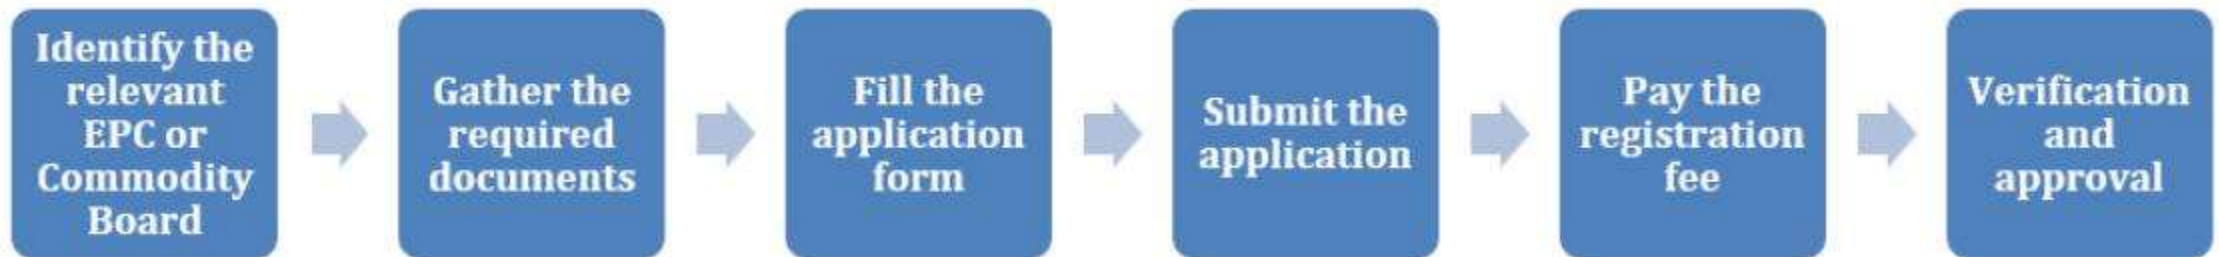 Identify the
relevant
EPC or
Commodity
Board
Gather the
required
documents
Fill the
application
form
Submit the
application
Pay the
registration
fee
Verification
and
approval